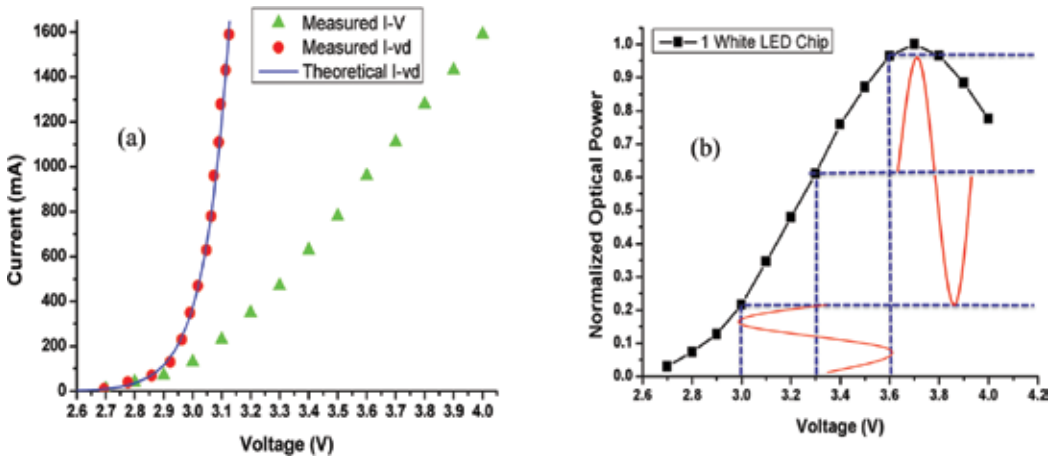 Measured I-V
Measured I-vd
Theoretical I-vd
(a)
Current (mA)
1600
1400
1200
1000
800
600
400
200
0
2.6 2.7 2.8 2.9 3.0 3.1 3.2 3.3 3.4 3.5 3.6 3.7 3.8 3.9 4.0
Voltage (V)
1 White LED Chip
(b)
Normalized Optical Power
1.0
0.9
0.8
0.7
0.6
0.5
0.4
0.3
0.2
0.1
0.0
2.6 2.8 3.0 3.2 3.4 3.6 3.8 4.0 4.2
Voltage (V)